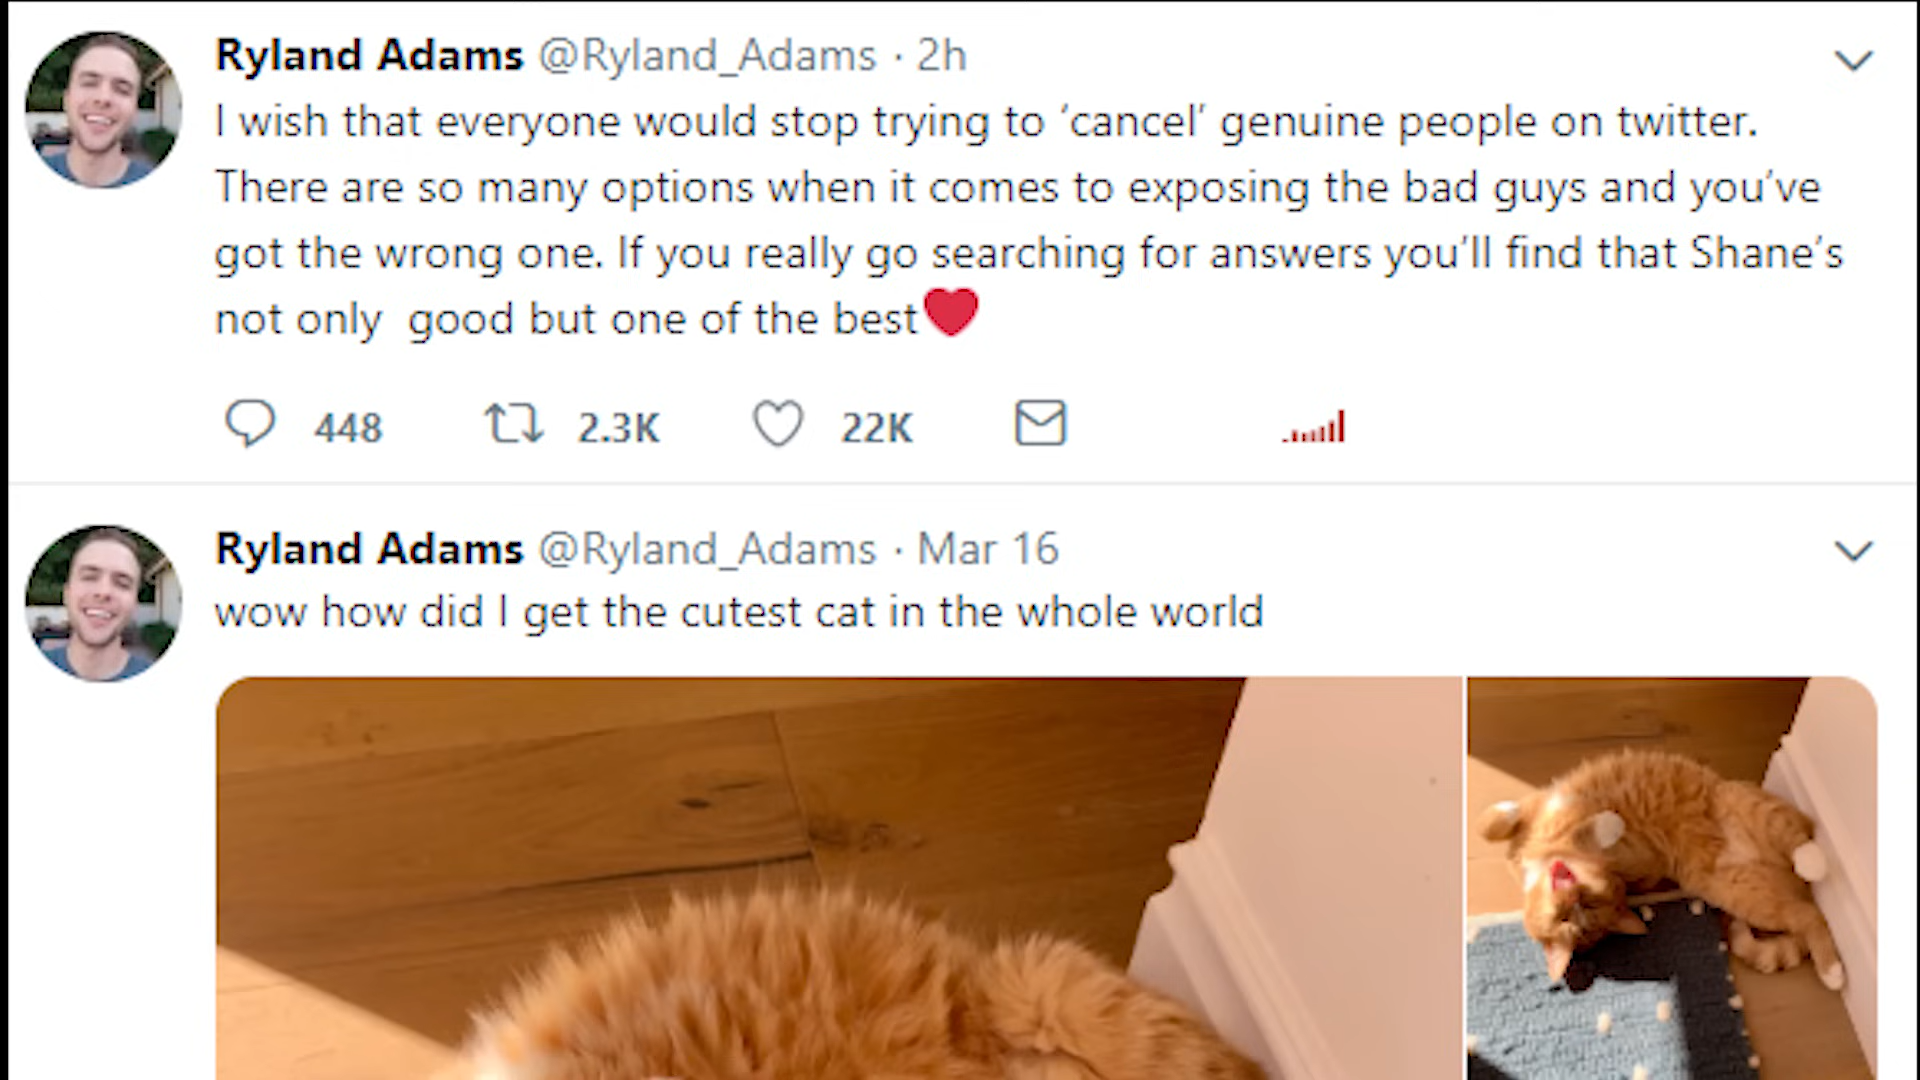 Ryland Adams @Ryland_Adams · 2h
I wish that everyone would stop trying to ‘cancel’ genuine people on twitter.
There are so many options when it comes to exposing the bad guys and you’ve
got the wrong one. If you really go searching for answers you’ll find that Shane’s
not only  good but one of the best❤
448 2.3K 22K
Ryland Adams @Ryland_Adams · Mar 16
wow how did I get the cutest cat in the whole world